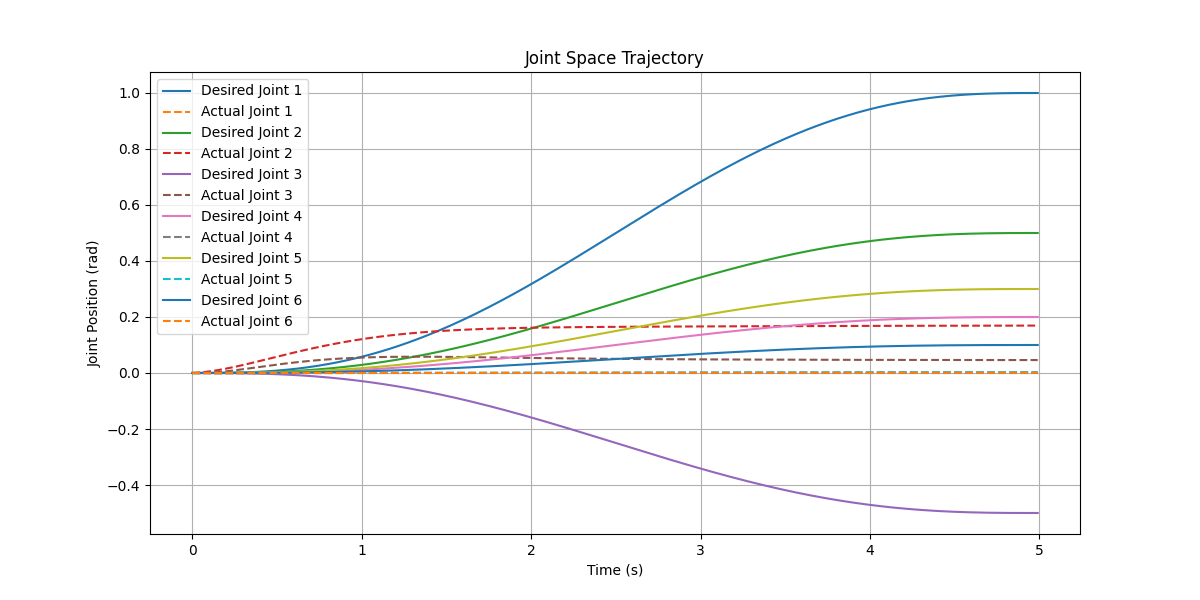 Joint Space Trajectory
Joint Position (rad)
1.0
0.8
0.6
0.4
0.2
0.0
−0.2
−0.4
Desired Joint 1
Actual Joint 1
Desired Joint 2
Actual Joint 2
Desired Joint 3
Actual Joint 3
Desired Joint 4
Actual Joint 4
Desired Joint 5
Actual Joint 5
Desired Joint 6
Actual Joint 6
0 1 2 3 4 5
Time (s)